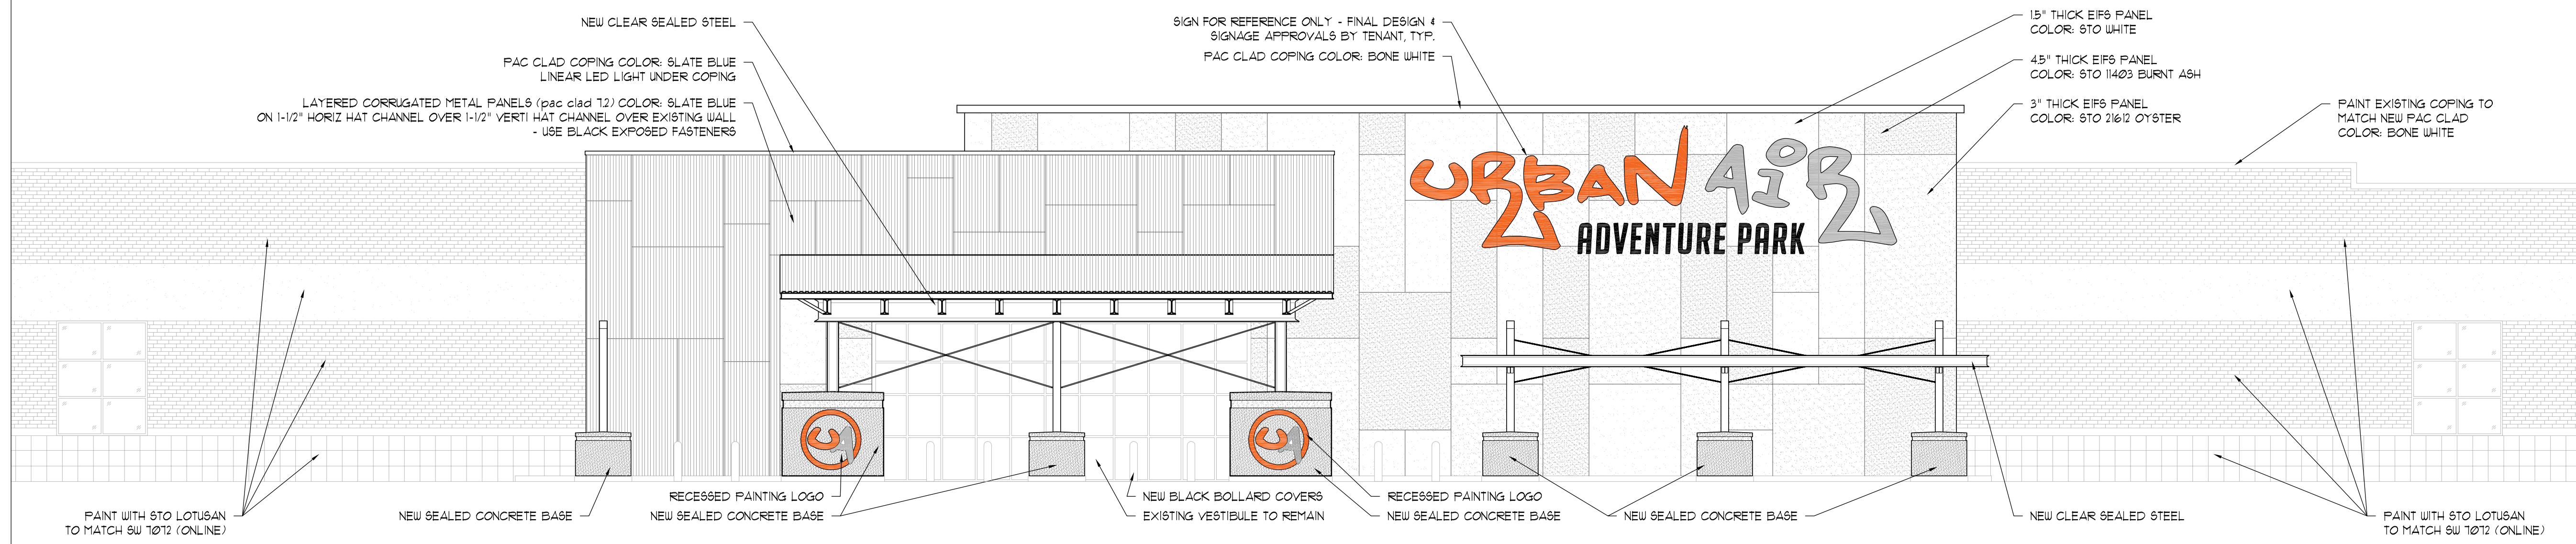 NEW CLEAR SEALED STEEL
PAC CLAD COPING COLOR: SLATE BLUE
LINEAR LED LIGHT UNDER COPING
LAYERED CORRUGATED METAL PANELS (pac clad 7.2) COLOR: SLATE BLUE
ON 1-1/2" HORIZ HAT CHANNEL OVER 1-1/2" VERTI HAT CHANNEL OVER EXISTING WALL
- USE BLACK EXPOSED FASTENERS
SIGN FOR REFERENCE ONLY - FINAL DESIGN &
SIGNAGE APPROVALS BY TENANT, TYP.
PAC CLAD COPING COLOR: BONE WHITE
1.5" THICK EIFS PANEL
COLOR: STO WHITE
4.5" THICK EIFS PANEL
COLOR: STO 11403 BURNT ASH
3" THICK EIFS PANEL
COLOR: STO 21612 OYSTER
PAINT EXISTING COPING TO
MATCH NEW PAC CLAD
COLOR: BONE WHITE
URBAN AIR
ADVENTURE PARK
UA
UA
PAINT WITH STO LOTUSAN
TO MATCH SW 7072 (ONLINE)
NEW SEALED CONCRETE BASE
RECESSED PAINTING LOGO
NEW SEALED CONCRETE BASE
NEW BLACK BOLLARD COVERS
EXISTING VESTIBULE TO REMAIN
RECESSED PAINTING LOGO
NEW SEALED CONCRETE BASE
NEW SEALED CONCRETE BASE
NEW CLEAR SEALED STEEL
PAINT WITH STO LOTUSAN
TO MATCH SW 7072 (ONLINE)